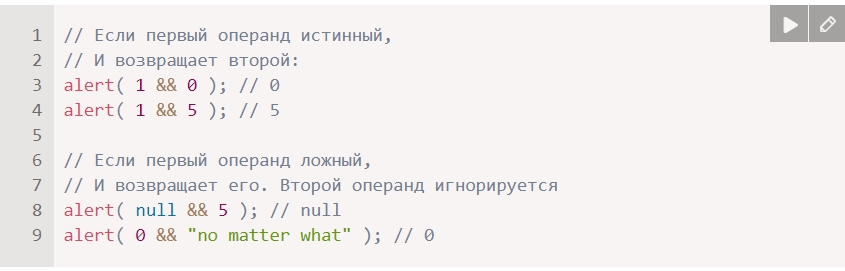 1 // Если первый операнд истинный,
2 // И возвращает второй:
3 alert( 1 && 0 ); // 0
4 alert( 1 && 5 ); // 5
5
6 // Если первый операнд ложный,
7 // И возвращает его. Второй операнд игнорируется
8 alert( null && 5 ); // null
9 alert( 0 && "no matter what" ); // 0